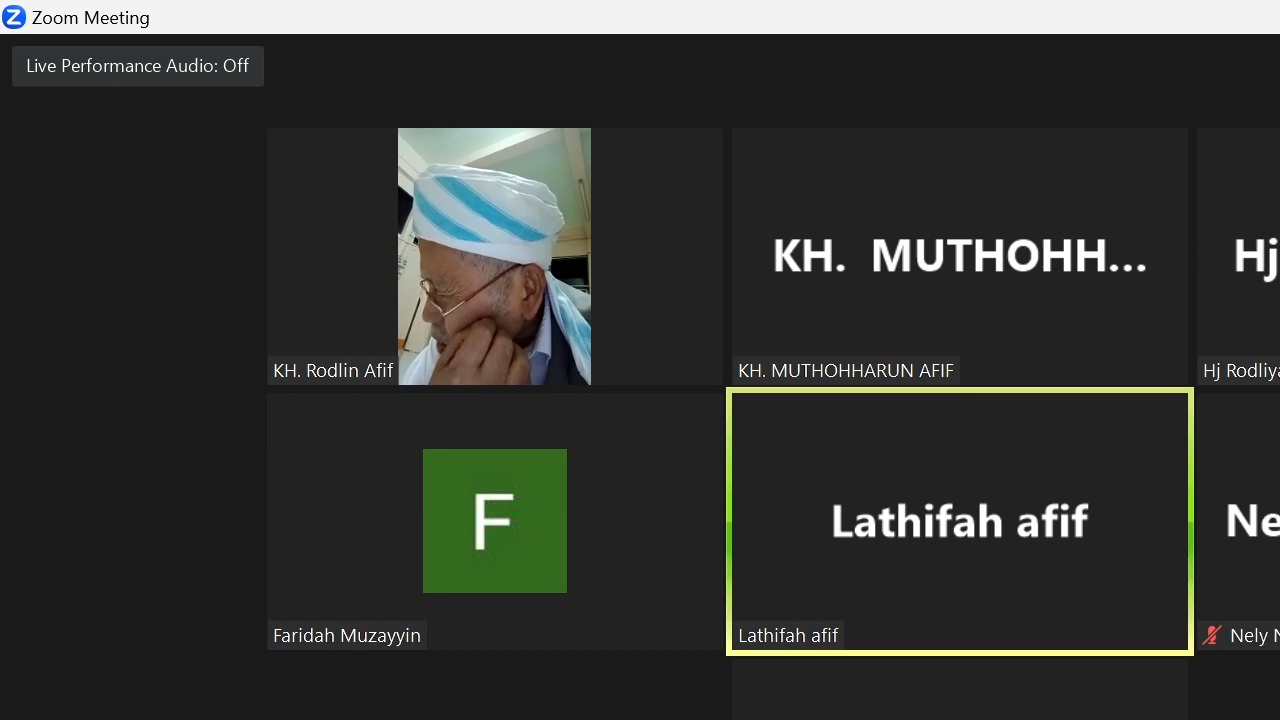 Zoom Meeting
Live Performance Audio: Off
KH. MUTHOHH...
Hj
KH. Rodlin Afif
KH. MUTHOHHARUN AFIF
Hj Rodliya
F
Lathifah afif
Ne
Faridah Muzayyin
Lathifah afif
Nely N